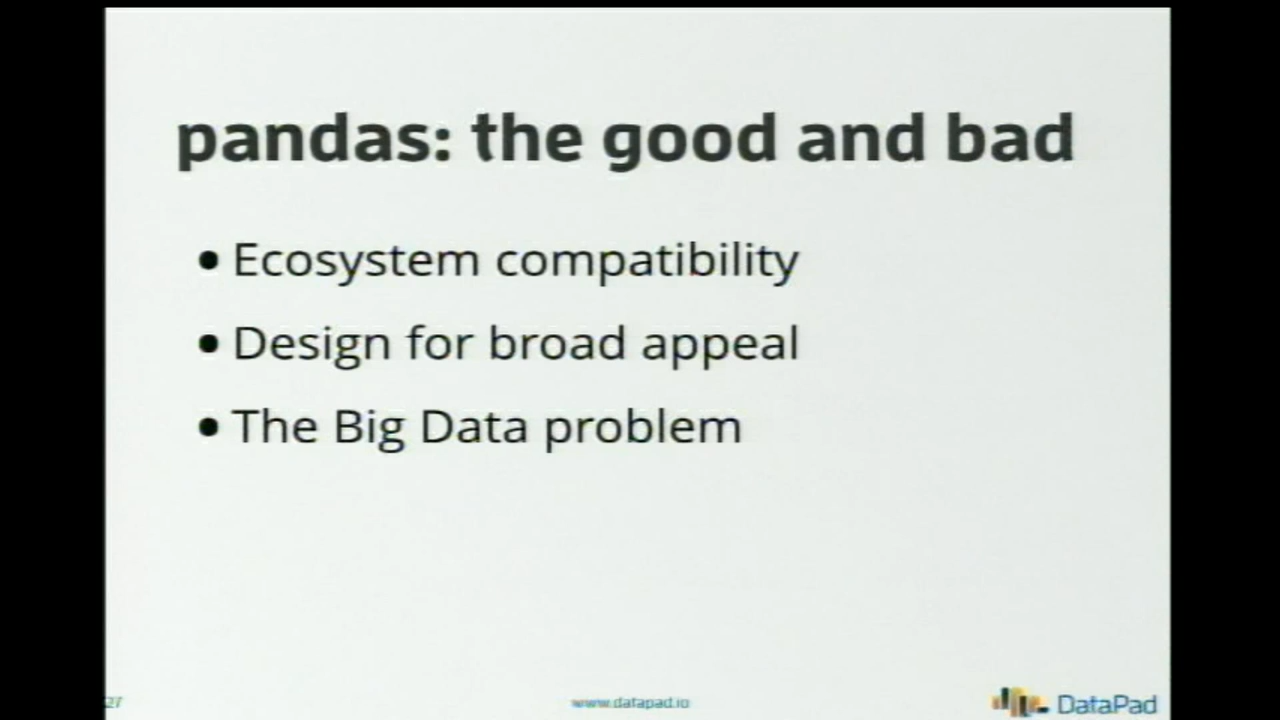 pandas: the good and bad
• Ecosystem compatibility
• Design for broad appeal
• The Big Data problem
27
www.datapad.io
DataPad